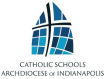 CATHOLIC SCHOOLS
ARCHDIOCESE OF INDIANAPOLIS